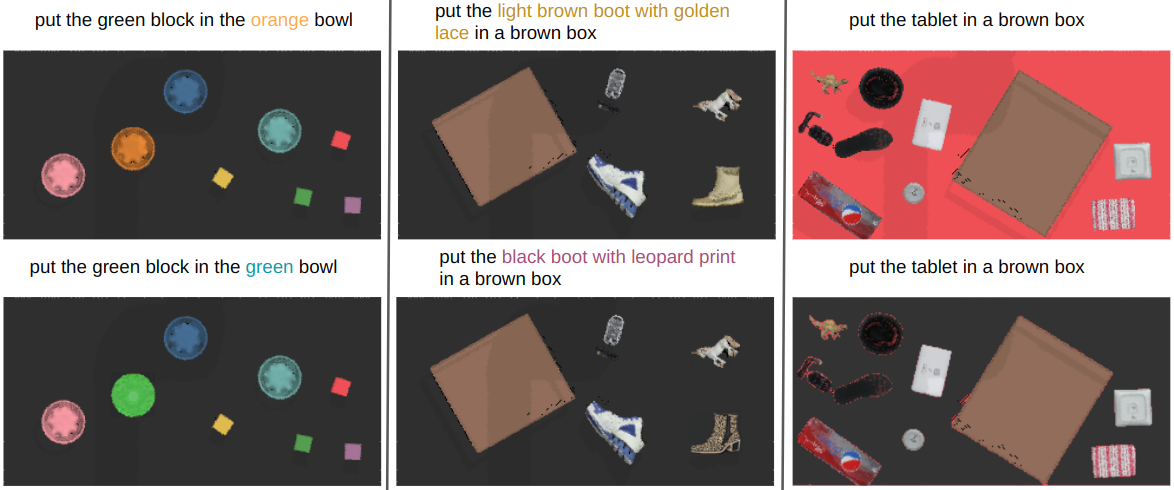 put the green block in the orange bowl
put the light brown boot with golden
lace in a brown box
put the tablet in a brown box
put the green block in the green bowl
put the black boot with leopard print
in a brown box
put the tablet in a brown box